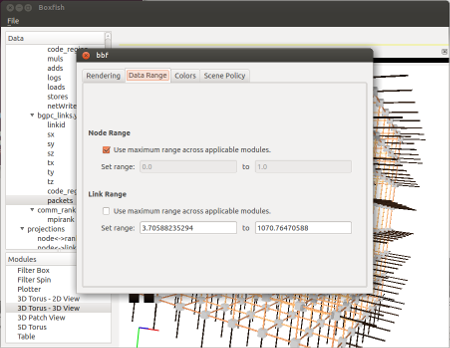 Boxfish
File
Data
code_region
muls
adds
logs
loads
stores
netWrite
bgpc_links.y
linkid
sx
sy
sz
tx
ty
tz
code_reg
packets
comm_rank
mpirank
projections
node<->ran
node<->link
Modules
Filter Box
Filter Spin
Plotter
3D Torus - 2D View
3D Torus - 3D View
3D Patch View
5D Torus
Table
bbf
Rendering Data Range Colors Scene Policy
Node Range
Use maximum range across applicable modules.
Set range: 0.0 to 1.0
Link Range
Use maximum range across applicable modules.
Set range: 3.70588235294 to 1070.76470588